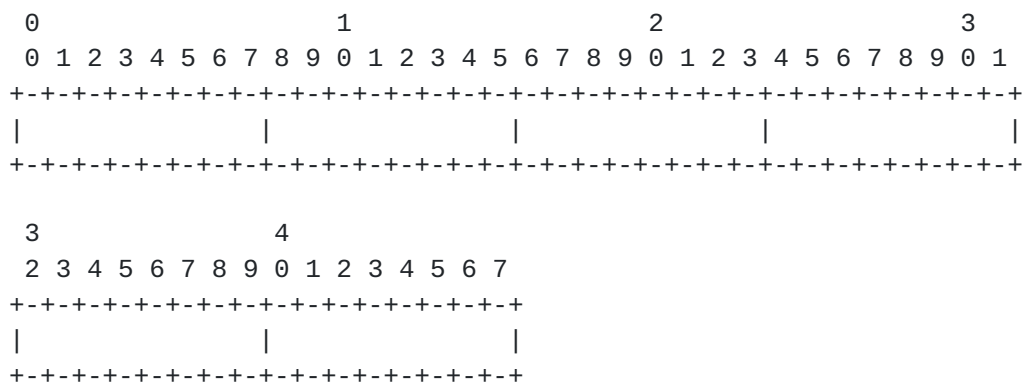 0                   1                   2                   3
 0 1 2 3 4 5 6 7 8 9 0 1 2 3 4 5 6 7 8 9 0 1 2 3 4 5 6 7 8 9 0 1
+-+-+-+-+-+-+-+-+-+-+-+-+-+-+-+-+-+-+-+-+-+-+-+-+-+-+-+-+-+-+-+-+
|               |               |               |               |
+-+-+-+-+-+-+-+-+-+-+-+-+-+-+-+-+-+-+-+-+-+-+-+-+-+-+-+-+-+-+-+-+
 3               4
 2 3 4 5 6 7 8 9 0 1 2 3 4 5 6 7
+-+-+-+-+-+-+-+-+-+-+-+-+-+-+-+-+
|               |               |
+-+-+-+-+-+-+-+-+-+-+-+-+-+-+-+-+